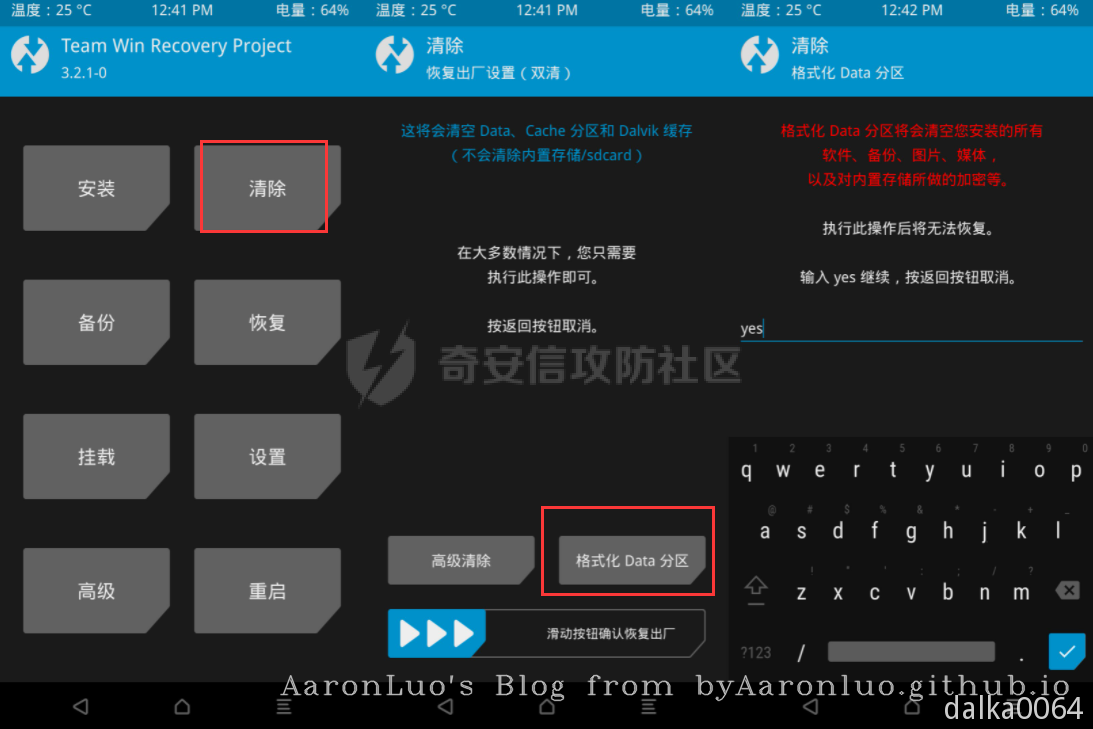 温度：25 °C 12:41 PM 电量：64%
Team Win Recovery Project
3.2.1-0
安装 清除
备份 恢复
挂载 设置
高级 重启
温度：25 °C 12:41 PM 电量：64%
清除
恢复出厂设置（双清）
这将会清空 Data、Cache 分区和 Dalvik 缓存
（不会清除内置存储/sdcard）
在大多数情况下，您只需要
执行此操作即可。
按返回按钮取消。
高级清除 格式化 Data 分区
滑动按钮确认恢复出厂
温度：25 °C 12:42 PM 电量：64%
清除
格式化 Data 分区
格式化 Data 分区将会清空您安装的所有
软件、备份、图片、媒体，
以及对内置存储所做的加密等。
执行此操作后将无法恢复。
输入 yes 继续，按返回按钮取消。
yes
1 2 3 4 5 6 7 8 9 0
q w e r t y u i o p
@ # $ % & * - + _
a s d f g h j k l
! " ' : ; / ?
z x c v b n m
?123 / .
奇安信攻防社区
AaronLuo's Blog from byAaronluo.github.io
dalka0064